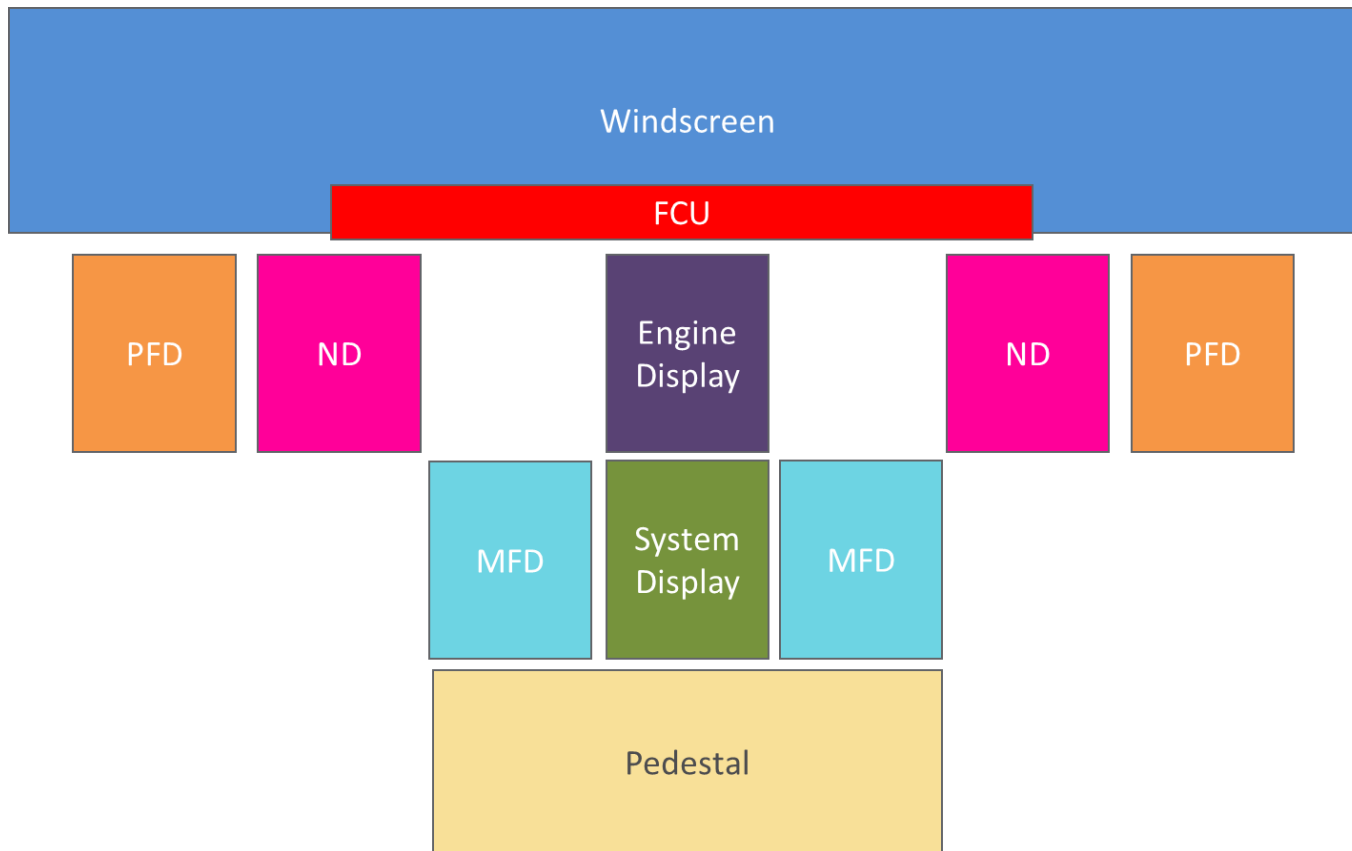 Windscreen
FCU
PFD
ND
Engine
Display
ND
PFD
MFD
System
Display
MFD
Pedestal